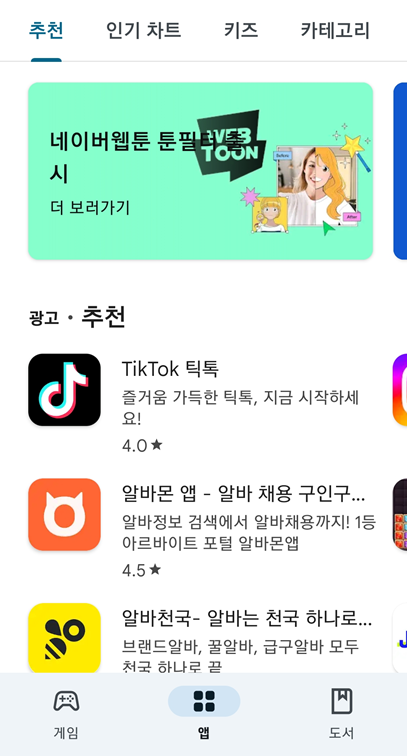 추천 인기 차트 키즈 카테고리
네이버웹툰 툰필터 출
시
더 보러가기
WEB
TOON
Before
After
광고 • 추천
TikTok 틱톡
즐거움 가득한 틱톡, 지금 시작하세
요!
4.0 ★
알바몬 앱 - 알바 채용 구인구...
알바정보 검색에서 알바채용까지! 1등
아르바이트 포털 알바몬앱
4.5 ★
알바천국- 알바는 천국 하나로...
브랜드알바, 꿀알바, 급구알바 모두
천국 하나로 끝
게임 앱 도서